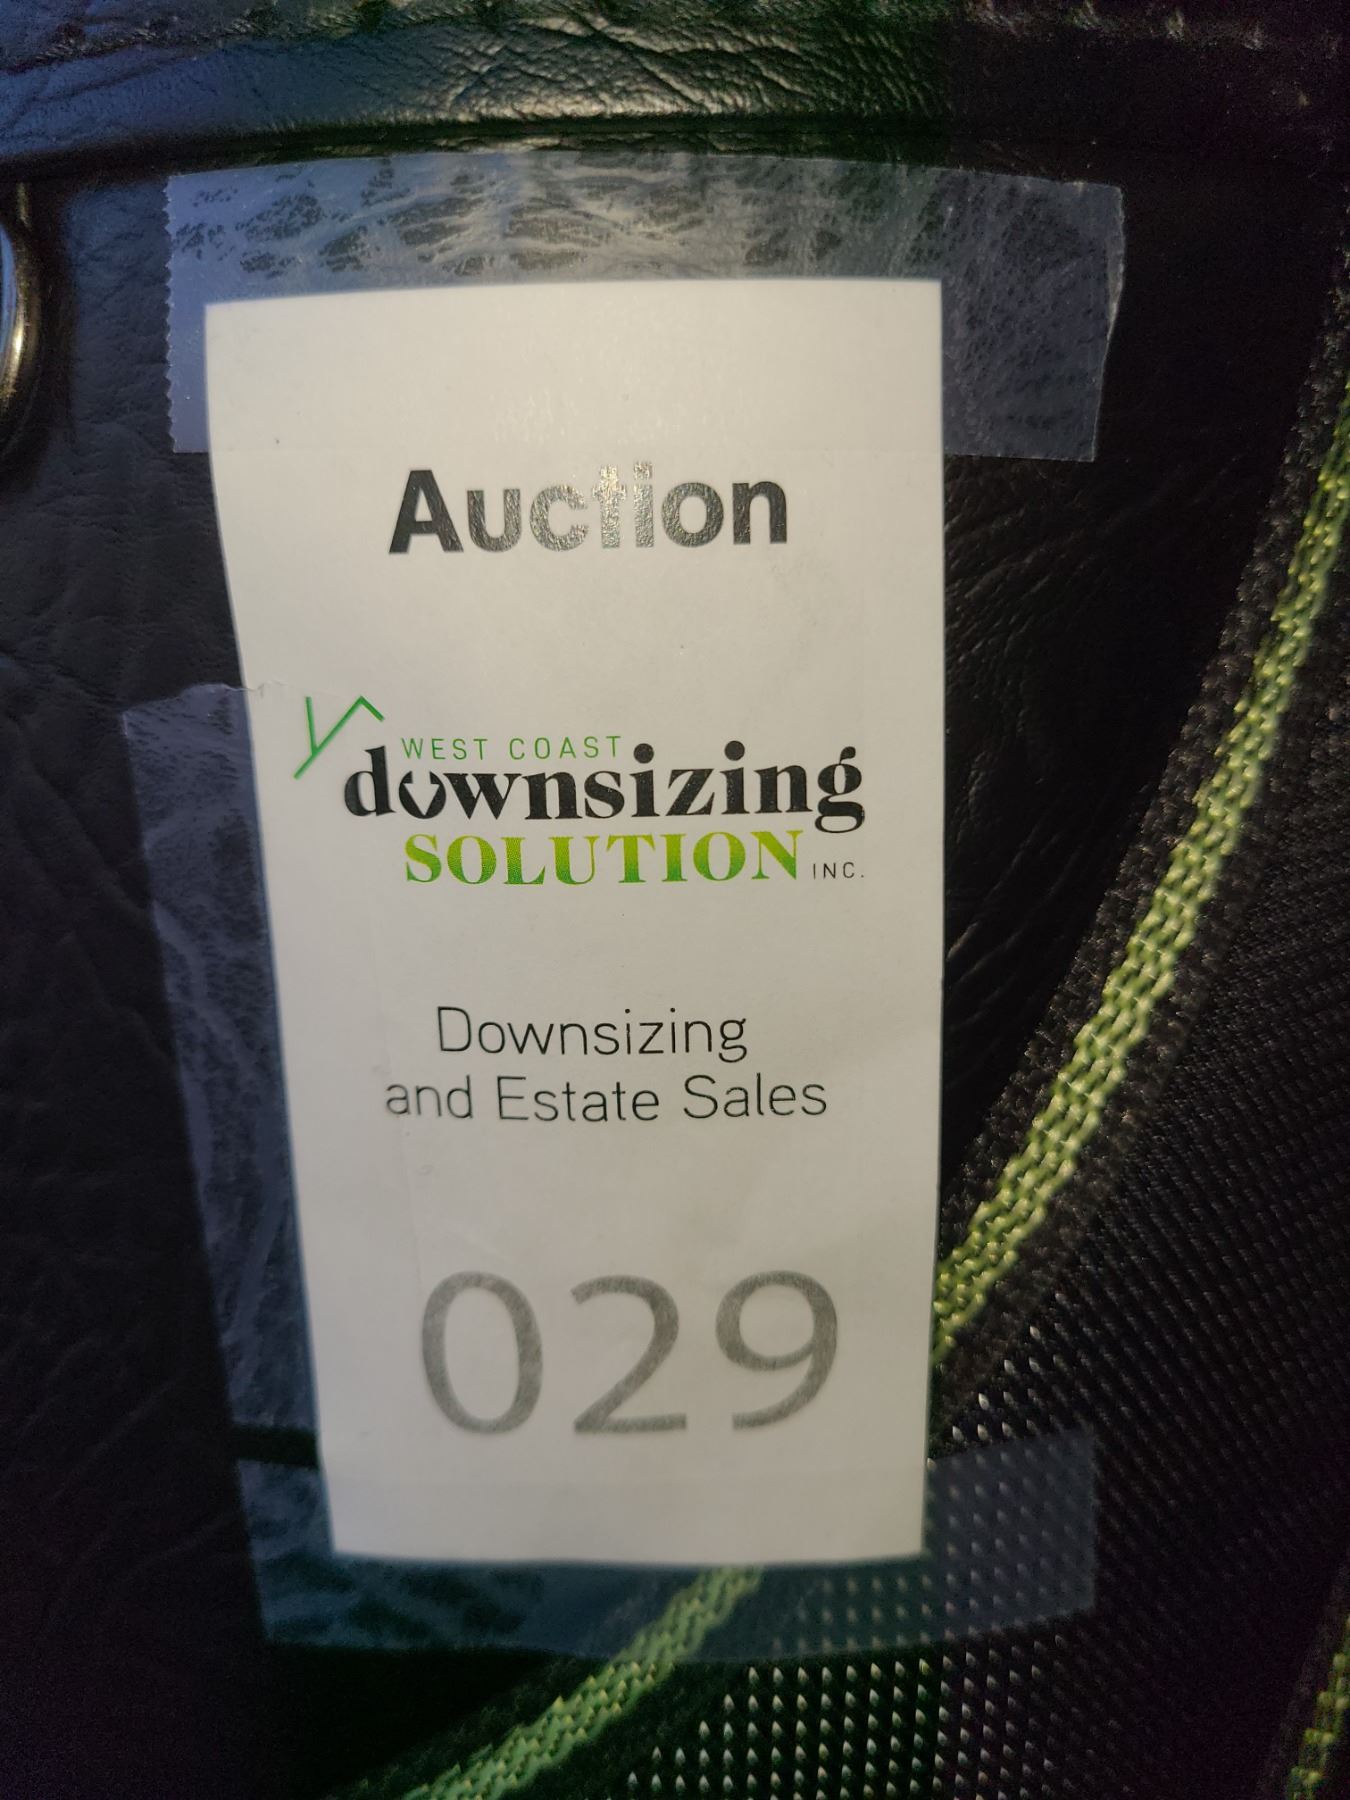 Auction
WEST COAST
downsizing
SOLUTION INC.
Downsizing
and Estate Sales
029